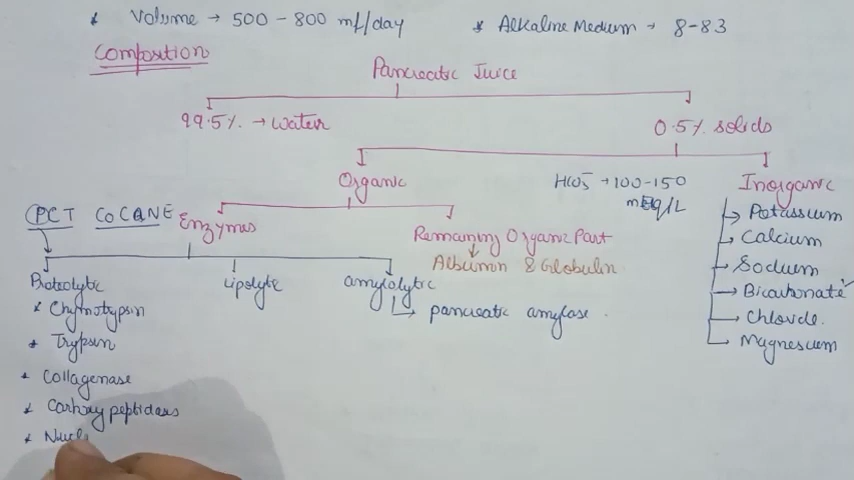 * Volume → 500 - 800 ml/day
* Alkaline Medium → 8-83
Composition
Pancreatic Juice
99.5% → water
0.5% solids
Organic
HCO3 → 100-150
mEq/L
Inorganic
PCT COCANE
Enzymes
Remaining Organic Part
Albumin & Globulin
→ Potassium
→ Calcium
→ Sodium
→ Bicarbonate ✓
→ Chloride.
→ Magnesium
Proteolytic
Lipolytic
amylolytic
→ pancreatic amylase.
* Chymotrypsin
* Trypsin
* Collagenase
* Carboxypeptidases
* Nucl